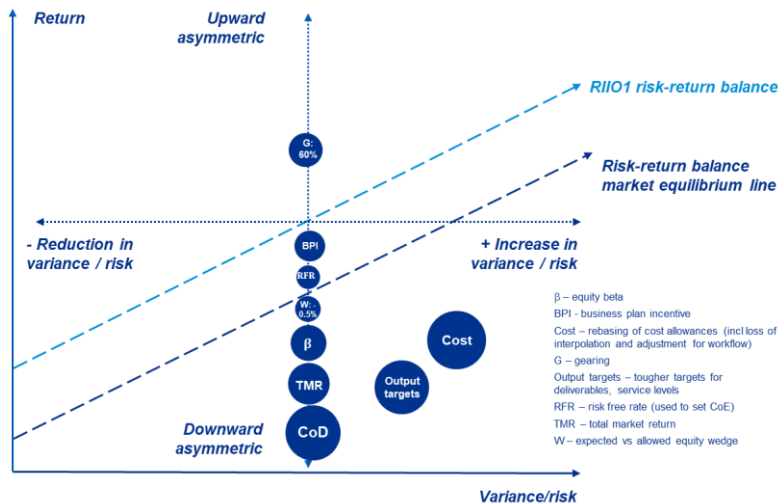 Return
Upward
asymmetric
RIIO1 risk-return balance
G:
60%
Risk-return balance
market equilibrium line
- Reduction in
variance / risk
BPI
+ Increase in
variance / risk
RFR
W: -
0.5%
β
Cost
TMR
Output
targets
CoD
Downward
asymmetric
β – equity beta
BPI - business plan incentive
Cost – rebasing of cost allowances (incl loss of
interpolation and adjustment for workflow)
G – gearing
Output targets – tougher targets for
deliverables, service levels
RFR – risk free rate (used to set CoE)
TMR – total market return
W – expected vs allowed equity wedge
Variance/risk